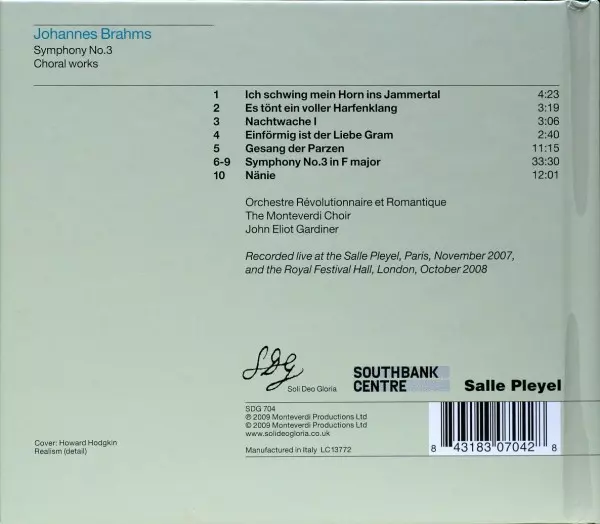 Johannes Brahms
Symphony No.3
Choral works
1 Ich schwing mein Horn ins Jammertal 4:23
2 Es tönt ein voller Harfenklang 3:19
3 Nachtwache I 3:06
4 Einförmig ist der Liebe Gram 2:40
5 Gesang der Parzen 11:15
6-9 Symphony No.3 in F major 33:30
10 Nänie 12:01
Orchestre Révolutionnaire et Romantique
The Monteverdi Choir
John Eliot Gardiner
Recorded live at the Salle Pleyel, Paris, November 2007,
and the Royal Festival Hall, London, October 2008
SDG
Soli Deo Gloria
SOUTHBANK
CENTRE
Salle Pleyel
SDG 704
℗ 2009 Monteverdi Productions Ltd
© 2009 Monteverdi Productions Ltd
www.solideogloria.co.uk
Manufactured in Italy LC13772
8 43183 07042 8
Cover: Howard Hodgkin
Realism (detail)